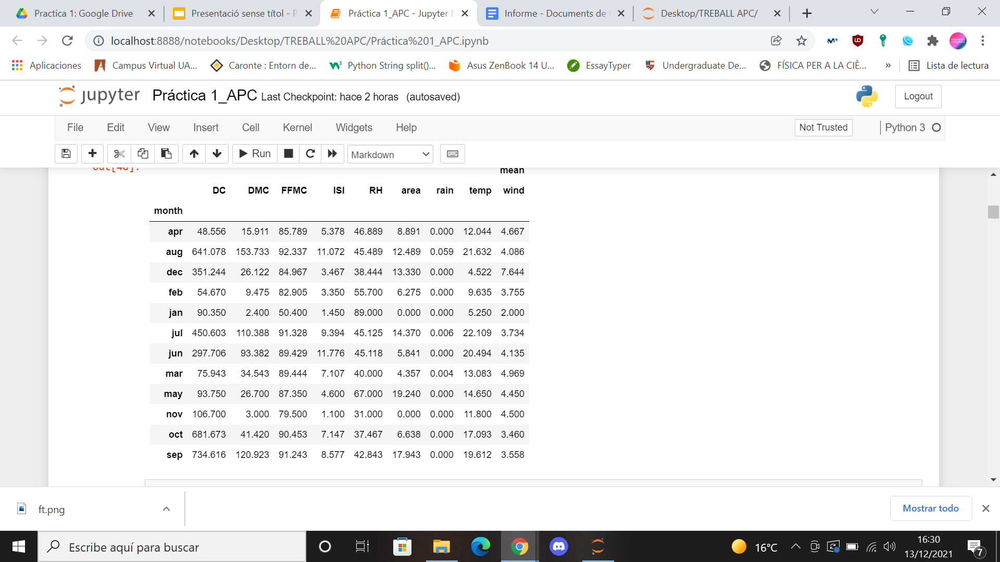 Practica 1: Google Drive
Presentació sense títol - P
Práctica 1_APC - Jupyter N
Informe - Documents de G
Desktop/TREBALL APC/
localhost:8888/notebooks/Desktop/TREBALL%20APC/Práctica%201_APC.ipynb
Aplicaciones Campus Virtual UA... Caronte : Entorn de... Python String split()... Asus ZenBook 14 U... EssayTyper Undergraduate De... FÍSICA PER A LA CIÈ... » Lista de lectura
jupyter Práctica 1_APC Last Checkpoint: hace 2 horas (autosaved) Logout
File Edit View Insert Cell Kernel Widgets Help Not Trusted Python 3
Run Markdown
Out[48]:
mean
DC DMC FFMC ISI RH area rain temp wind
month
apr 48.556 15.911 85.789 5.378 46.889 8.891 0.000 12.044 4.667
aug 641.078 153.733 92.337 11.072 45.489 12.489 0.059 21.632 4.086
dec 351.244 26.122 84.967 3.467 38.444 13.330 0.000 4.522 7.644
feb 54.670 9.475 82.905 3.350 55.700 6.275 0.000 9.635 3.755
jan 90.350 2.400 50.400 1.450 89.000 0.000 0.000 5.250 2.000
jul 450.603 110.388 91.328 9.394 45.125 14.370 0.006 22.109 3.734
jun 297.706 93.382 89.429 11.776 45.118 5.841 0.000 20.494 4.135
mar 75.943 34.543 89.444 7.107 40.000 4.357 0.004 13.083 4.969
may 93.750 26.700 87.350 4.600 67.000 19.240 0.000 14.650 4.450
nov 106.700 3.000 79.500 1.100 31.000 0.000 0.000 11.800 4.500
oct 681.673 41.420 90.453 7.147 37.467 6.638 0.000 17.093 3.460
sep 734.616 120.923 91.243 8.577 42.843 17.943 0.000 19.612 3.558
ft.png Mostrar todo
Escribe aquí para buscar
16°C
16:30
13/12/2021
7